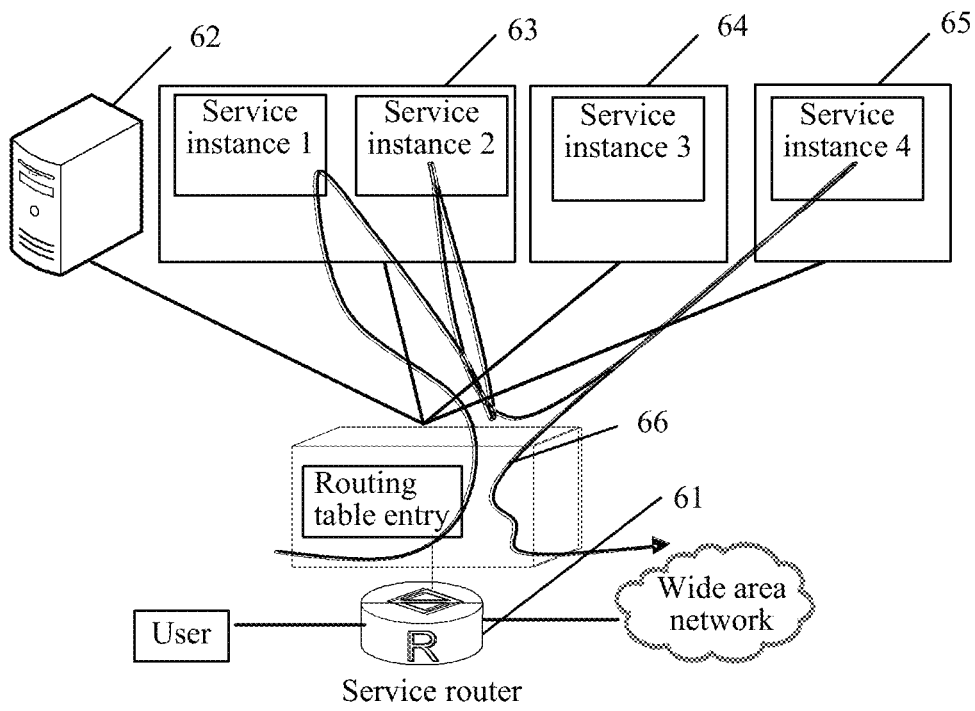 62
63
64
65
Service
instance 1
Service
instance 2
Service
instance 3
Service
instance 4
66
Routing
table entry
61
Wide area
network
User
R
Service router